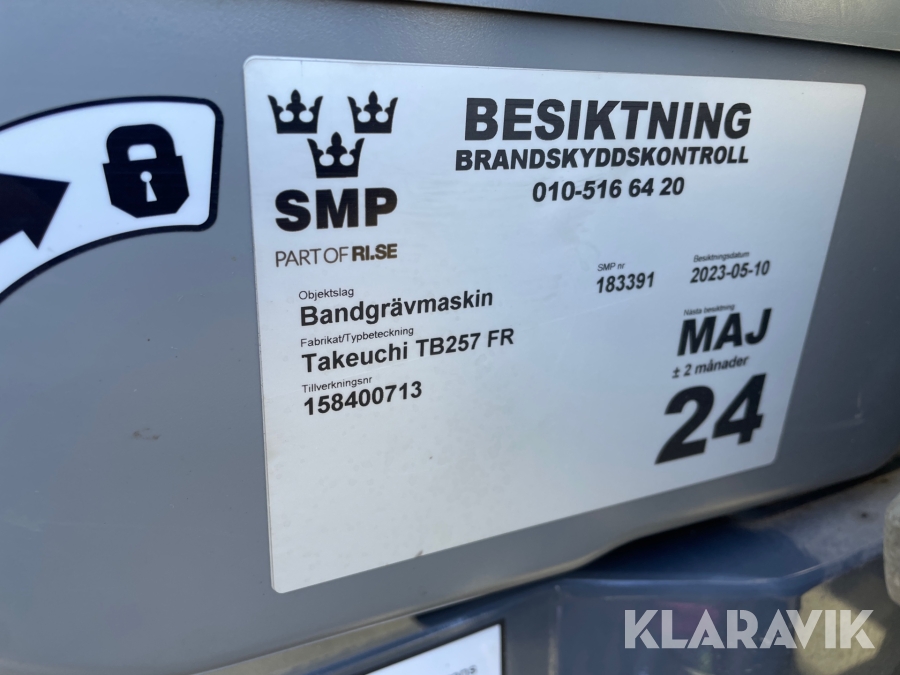 BESIKTNING
BRANDSKYDDSKONTROLL
010-516 64 20
SMP
PART OF RI.SE
Objektslag
Bandgrävmaskin
Fabrikat/Typbeteckning
Takeuchi TB257 FR
Tillverkningsnr
158400713
SMP nr
183391
Besiktningsdatum
2023-05-10
Nästa besiktning
MAJ
± 2 månader
24
KLARAVIK